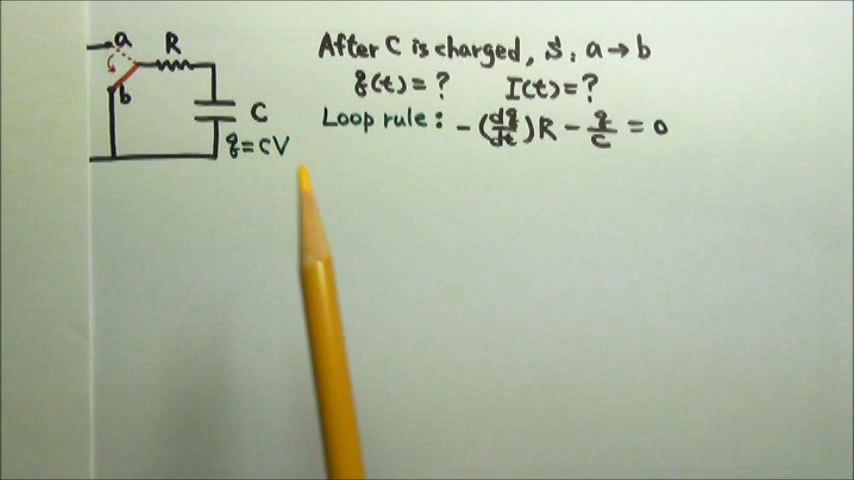 a
R
b
C
q = CV
After C is charged, S: a → b
q(t) = ? I(t) = ?
Loop rule: -(dq/dt)R - q/C = 0